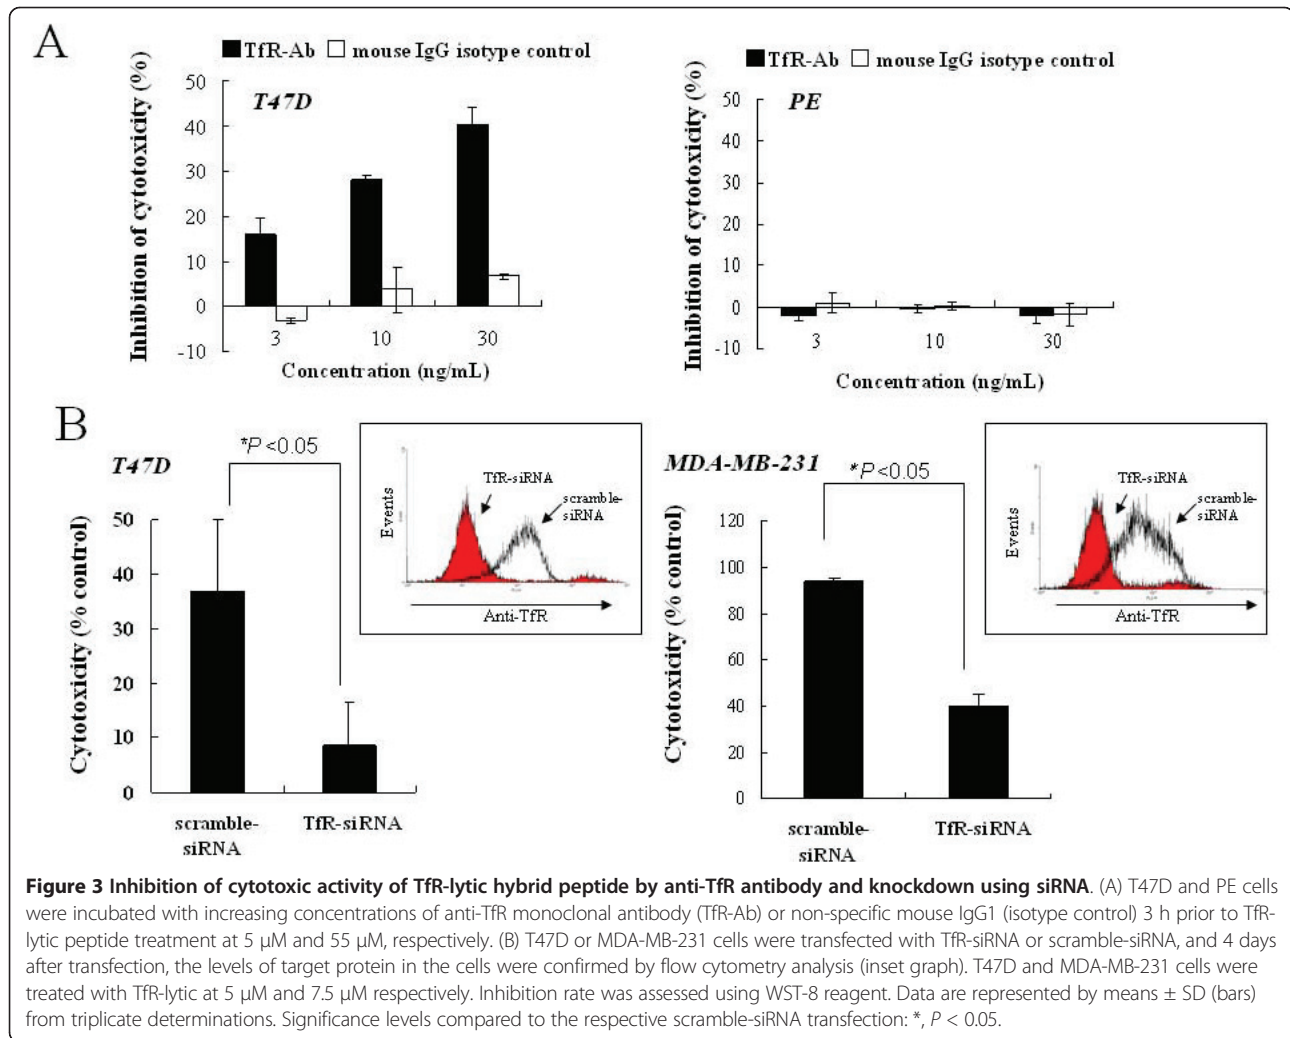 A
TfR-Ab mouse IgG isotype control
T47D
Inhibition of cytotoxicity (%)
50
40
30
20
10
0
-10
3 10 30
Concentration (ng/mL)
TfR-Ab mouse IgG isotype control
PE
Inhibition of cytotoxicity (%)
50
40
30
20
10
0
-10
3 10 30
Concentration (ng/mL)
B
T47D
*P<0.05
Cytotoxicity (% control)
50
40
30
20
10
0
scramble-
siRNA
TfR-siRNA
TfR-siRNA
scramble-
siRNA
Events
Anti-TfR
MDA-MB-231
*P<0.05
Cytotoxicity (% control)
120
100
80
60
40
20
0
scramble-
siRNA
TfR-siRNA
TfR-siRNA
scramble-
siRNA
Events
Anti-TfR
Figure 3 Inhibition of cytotoxic activity of TfR-lytic hybrid peptide by anti-TfR antibody and knockdown using siRNA. (A) T47D and PE cells
were incubated with increasing concentrations of anti-TfR monoclonal antibody (TfR-Ab) or non-specific mouse IgG1 (isotype control) 3 h prior to TfR-
lytic peptide treatment at 5 μM and 55 μM, respectively. (B) T47D or MDA-MB-231 cells were transfected with TfR-siRNA or scramble-siRNA, and 4 days
after transfection, the levels of target protein in the cells were confirmed by flow cytometry analysis (inset graph). T47D and MDA-MB-231 cells were
treated with TfR-lytic at 5 μM and 7.5 μM respectively. Inhibition rate was assessed using WST-8 reagent. Data are represented by means ± SD (bars)
from triplicate determinations. Significance levels compared to the respective scramble-siRNA transfection: *, P < 0.05.